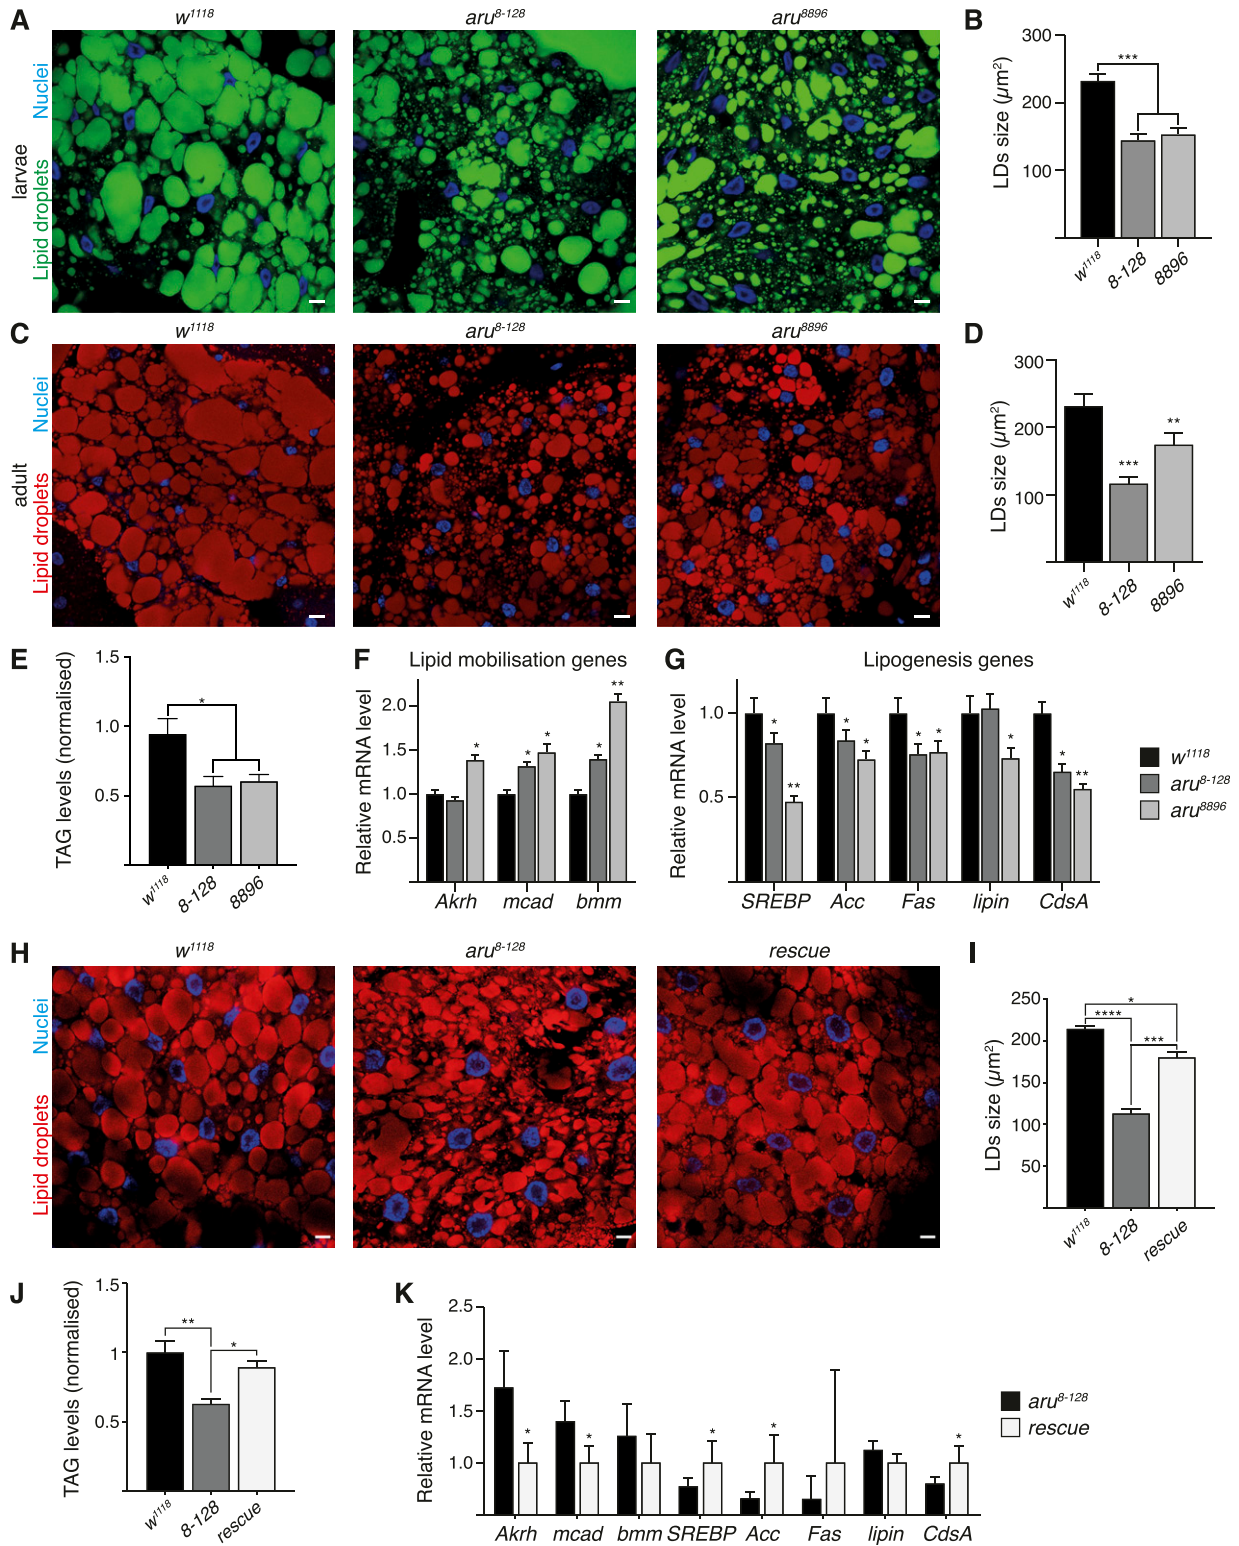 A
w1118
aru8-128
aru8896
larvae
Lipid droplets
Nuclei
B
LDs size (µm2)
300
200
100
***
w1118
8-128
8896
C
w1118
aru8-128
aru8896
adult
Lipid droplets
Nuclei
D
LDs size (µm2)
300
200
100
***
**
w1118
8-128
8896
E
TAG levels (normalised)
1.5
1.0
0.5
*
w1118
8-128
8896
F
Lipid mobilisation genes
Relative mRNA level
2.0
1.5
1.0
0.5
* * * * **
Akrh mcad bmm
G
Lipogenesis genes
Relative mRNA level
1.0
0.5
* ** * * * * * * **
SREBP Acc Fas lipin CdsA
w1118
aru8-128
aru8896
H
w1118
aru8-128
rescue
Lipid droplets
Nuclei
I
LDs size (µm2)
250
200
150
100
50
*
****
***
w1118
8-128
rescue
J
TAG levels (normalised)
1.5
1
0.5
**
*
w1118
8-128
rescue
K
Relative mRNA level
2.5
2.0
1.5
1.0
* * * * *
Akrh mcad bmm SREBP Acc Fas lipin CdsA
aru8-128
rescue